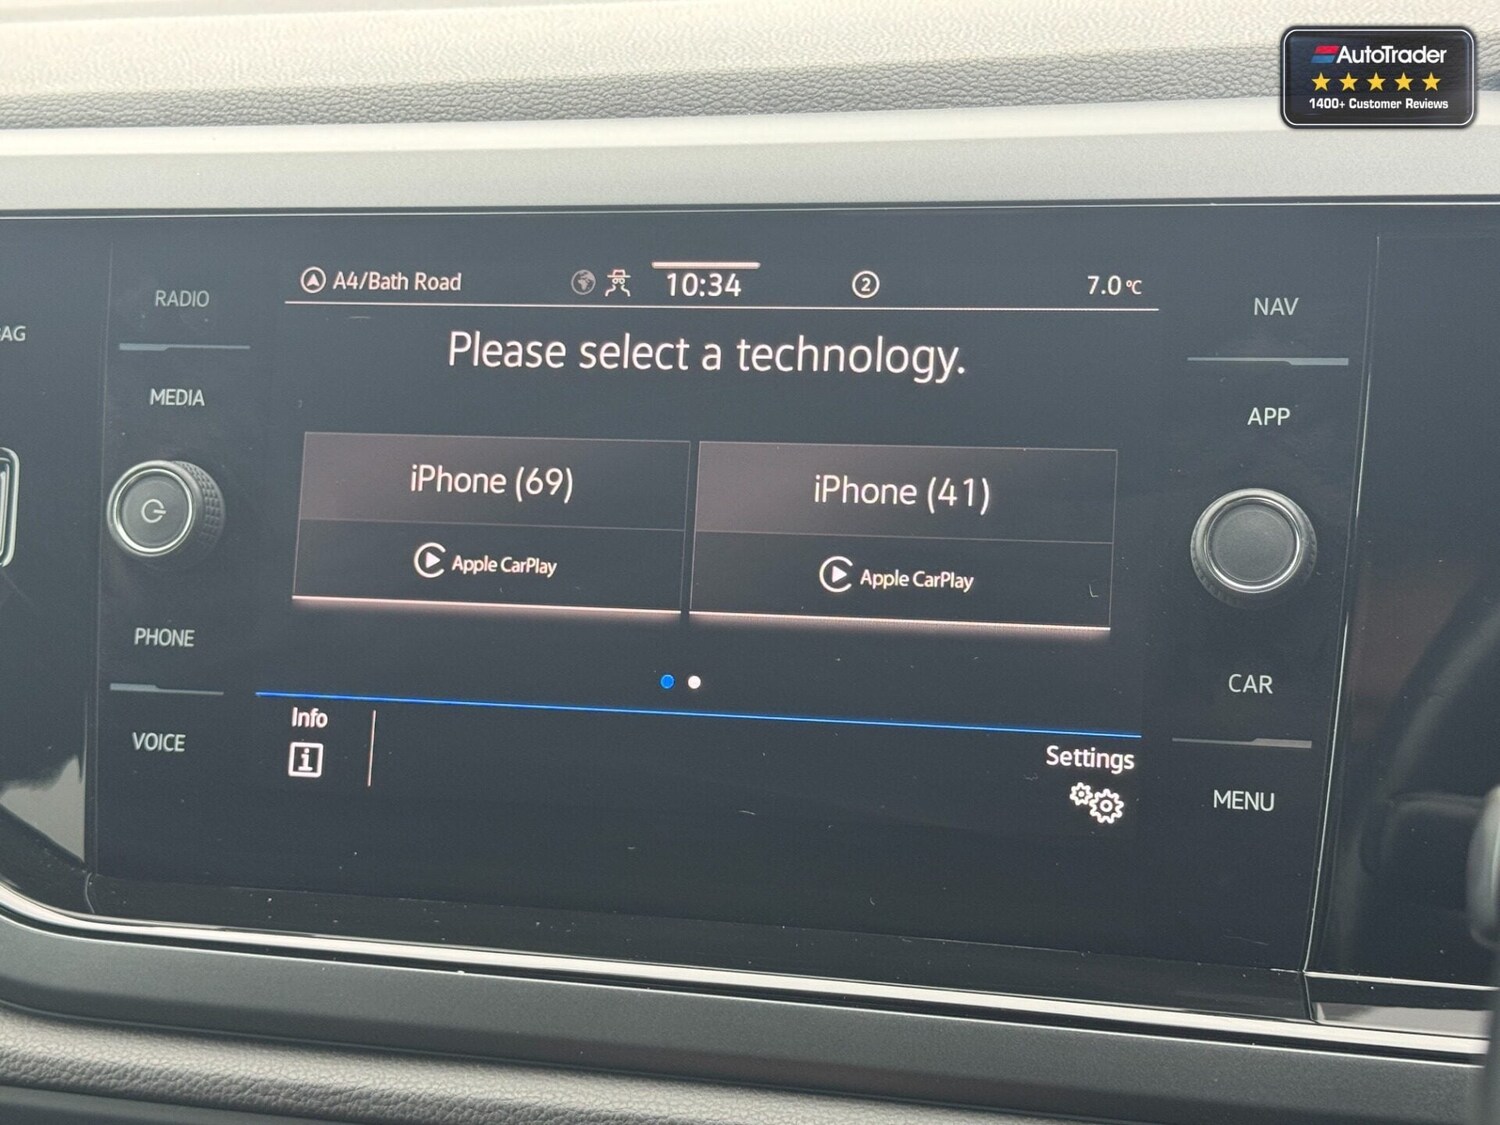 AutoTrader
1400+ Customer Reviews
A4/Bath Road
10:34
2
7.0 °C
RADIO
MEDIA
PHONE
VOICE
Please select a technology.
iPhone (69)
Apple CarPlay
iPhone (41)
Apple CarPlay
Info
Settings
NAV
APP
CAR
MENU